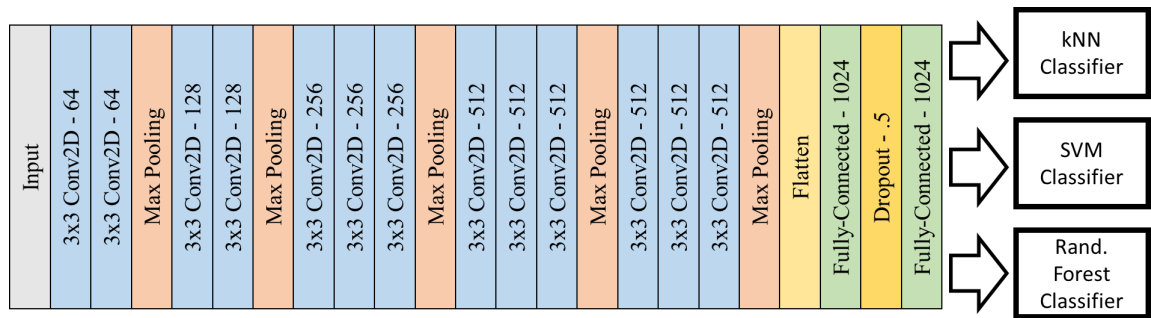 Input
3x3 Conv2D - 64
3x3 Conv2D - 64
Max Pooling
3x3 Conv2D - 128
3x3 Conv2D - 128
Max Pooling
3x3 Conv2D - 256
3x3 Conv2D - 256
3x3 Conv2D - 256
Max Pooling
3x3 Conv2D - 512
3x3 Conv2D - 512
3x3 Conv2D - 512
Max Pooling
3x3 Conv2D - 512
3x3 Conv2D - 512
3x3 Conv2D - 512
Max Pooling
Flatten
Fully-Connected - 1024
Dropout - .5
Fully-Connected - 1024
kNN
Classifier
SVM
Classifier
Rand.
Forest
Classifier